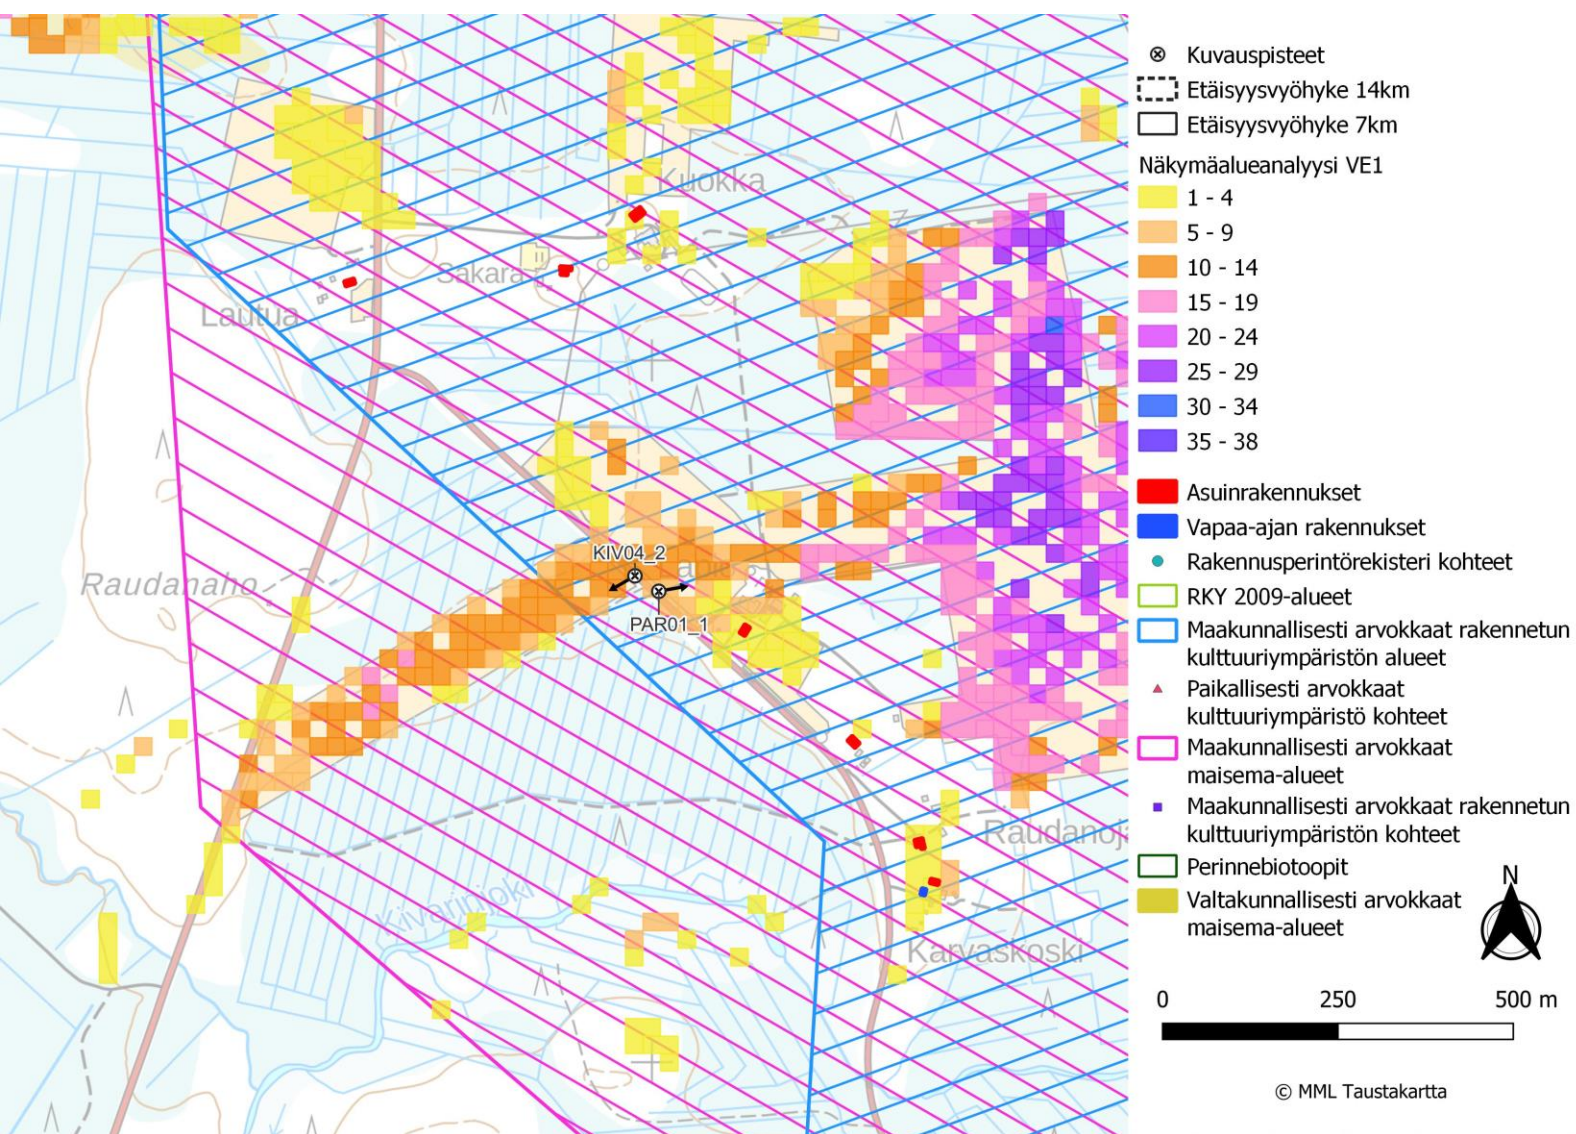 Kuokka
Sakara
Lautua
KIV04_2
Raudanaho
PAR01_1
Raudanoja
Kivarinjoki
Karvaskoski
Kuvauspisteet
Etäisyysvyöhyke 14km
Etäisyysvyöhyke 7km
Näkymäalueanalyysi VE1
1 - 4
5 - 9
10 - 14
15 - 19
20 - 24
25 - 29
30 - 34
35 - 38
Asuinrakennukset
Vapaa-ajan rakennukset
Rakennusperintörekisteri kohteet
RKY 2009-alueet
Maakunnallisesti arvokkaat rakennetun
kulttuuriympäristön alueet
Paikallisesti arvokkaat
kulttuuriympäristö kohteet
Maakunnallisesti arvokkaat
maisema-alueet
Maakunnallisesti arvokkaat rakennetun
kulttuuriympäristön kohteet
Perinnebiotoopit
Valtakunnallisesti arvokkaat
maisema-alueet
N
0 250 500 m
© MML Taustakartta